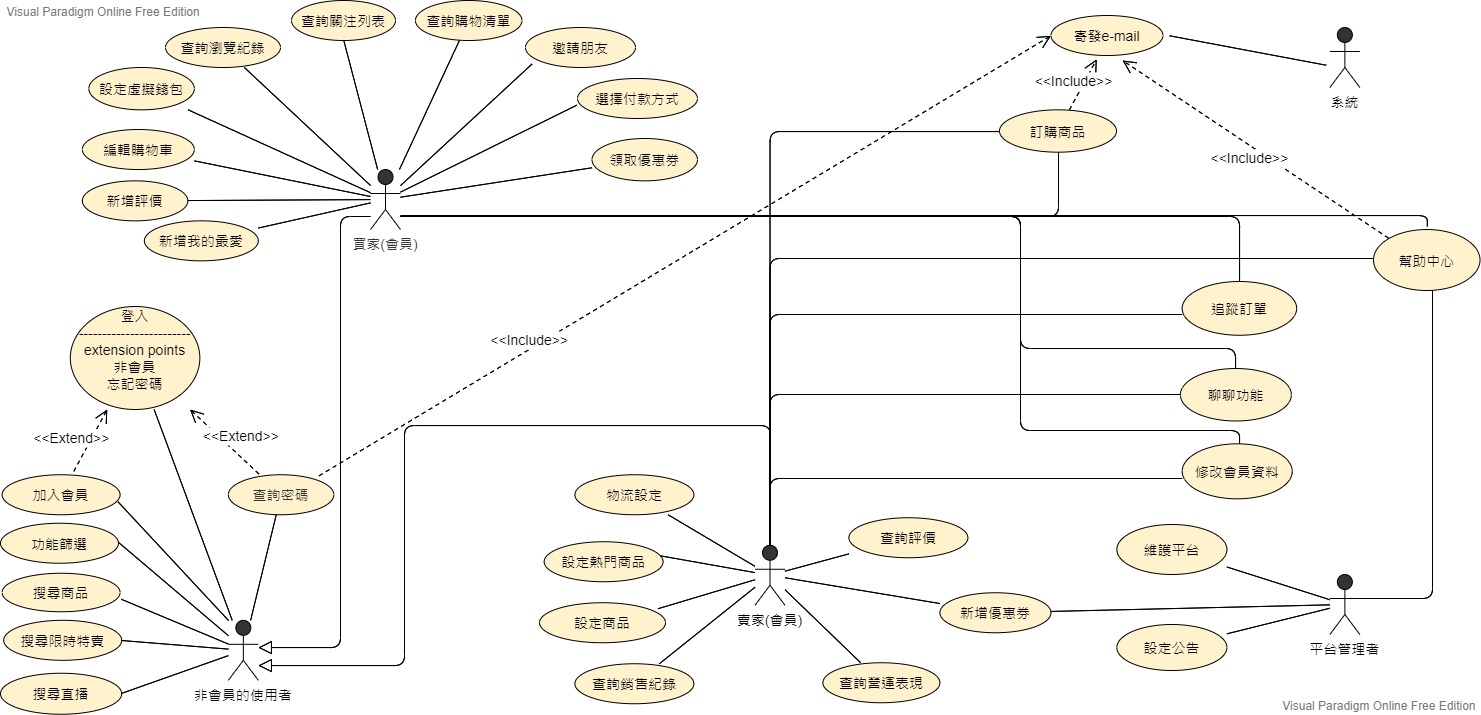 Visual Paradigm Online Free Edition
查詢關注列表
查詢購物清單
查詢瀏覽紀錄
邀請朋友
設定虛擬錢包
選擇付款方式
編輯購物車
領取優惠券
新增評價
新增我的最愛
買家(會員)
寄發e-mail
系統
<<Include>>
訂購商品
<<Include>>
幫助中心
追蹤訂單
<<Include>>
聊聊功能
修改會員資料
登入
extension points
非會員
忘記密碼
<<Extend>>
<<Extend>>
加入會員
查詢密碼
功能篩選
搜尋商品
搜尋限時特賣
搜尋直播
非會員的使用者
物流設定
查詢評價
設定熱門商品
設定商品
賣家(會員)
新增優惠券
查詢銷售紀錄
查詢營運表現
維護平台
設定公告
平台管理者
Visual Paradigm Online Free Edition